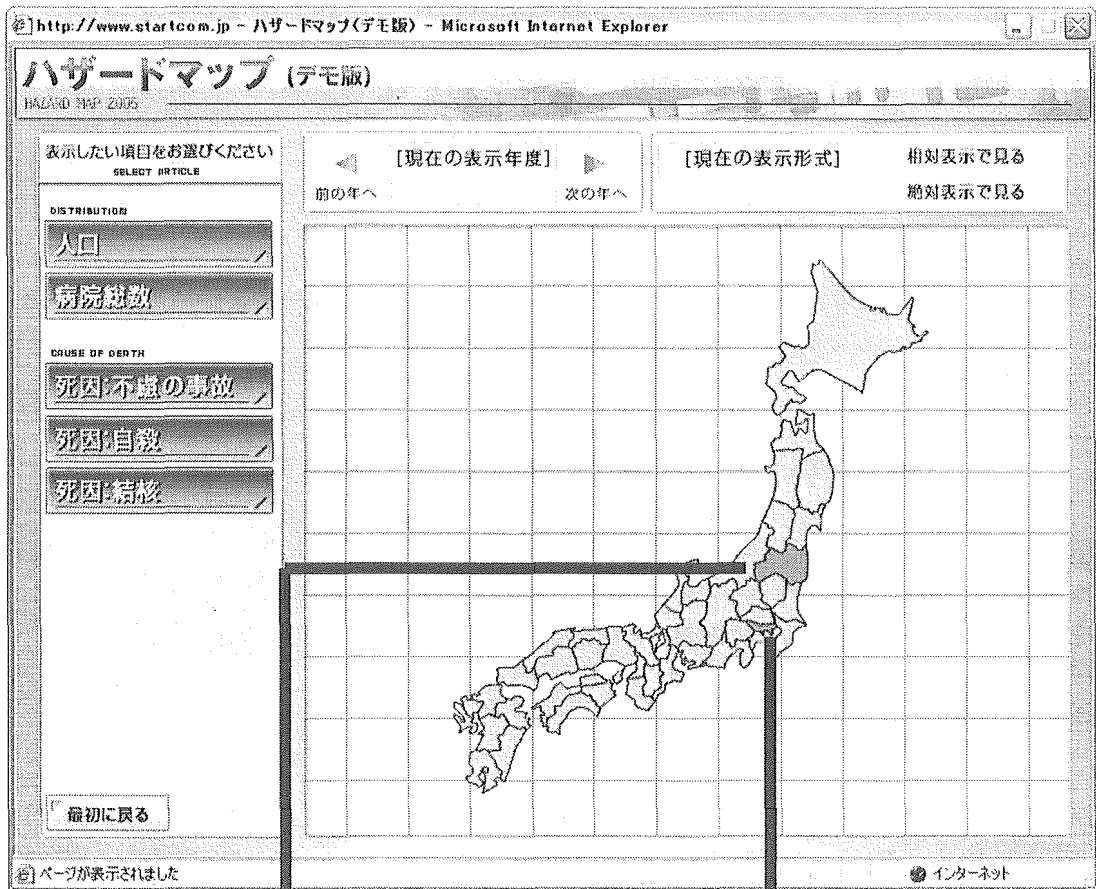 http://www.startcom.jp - ハザードマップ(デモ版) - Microsoft Internet Explorer
ハザードマップ (デモ版)
HAZARD MAP 2005
表示したい項目をお選びください
SELECT ARTICLE
DISTRIBUTION
人口
病院総数
CAUSE OF DEATH
死因:不慮の事故
死因:自殺
死因:結核
最初に戻る
[現在の表示年度]
前の年へ
次の年へ
[現在の表示形式]
相対表示で見る
絶対表示で見る
ページが表示されました
インターネット